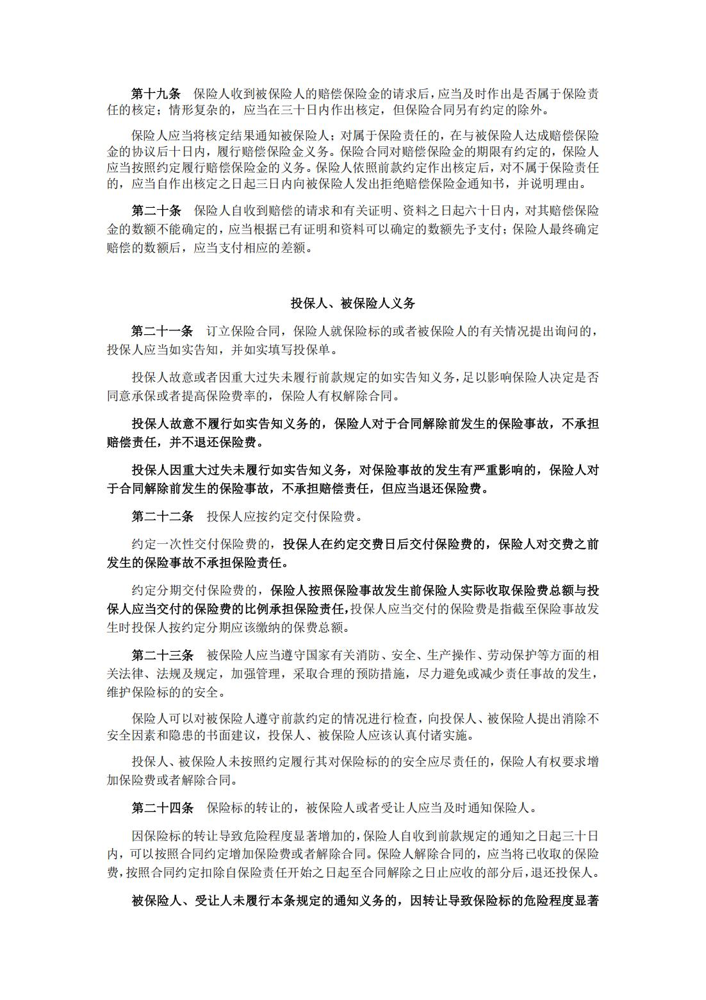 第十九条　保险人收到被保险人的赔偿保险金的请求后，应当及时作出是否属于保险责
任的核定；情形复杂的，应当在三十日内作出核定，但保险合同另有约定的除外。
保险人应当将核定结果通知被保险人；对属于保险责任的，在与被保险人达成赔偿保险
金的协议后十日内，履行赔偿保险金义务。保险合同对赔偿保险金的期限有约定的，保险人
应当按照约定履行赔偿保险金的义务。保险人依照前款约定作出核定后，对不属于保险责任
的，应当自作出核定之日起三日内向被保险人发出拒绝赔偿保险金通知书，并说明理由。
第二十条　保险人自收到赔偿的请求和有关证明、资料之日起六十日内，对其赔偿保险
金的数额不能确定的，应当根据已有证明和资料可以确定的数额先予支付；保险人最终确定
赔偿的数额后，应当支付相应的差额。
投保人、被保险人义务
第二十一条　订立保险合同，保险人就保险标的或者被保险人的有关情况提出询问的，
投保人应当如实告知，并如实填写投保单。
投保人故意或者因重大过失未履行前款规定的如实告知义务，足以影响保险人决定是否
同意承保或者提高保险费率的，保险人有权解除合同。
投保人故意不履行如实告知义务的，保险人对于合同解除前发生的保险事故，不承担
赔偿责任，并不退还保险费。
投保人因重大过失未履行如实告知义务，对保险事故的发生有严重影响的，保险人对
于合同解除前发生的保险事故，不承担赔偿责任，但应当退还保险费。
第二十二条　投保人应按约定交付保险费。
约定一次性交付保险费的，投保人在约定交费日后交付保险费的，保险人对交费之前
发生的保险事故不承担保险责任。
约定分期交付保险费的，保险人按照保险事故发生前保险人实际收取保险费总额与投
保人应当交付的保险费的比例承担保险责任，投保人应当交付的保险费是指截至保险事故发
生时投保人按约定分期应该缴纳的保费总额。
第二十三条　被保险人应当遵守国家有关消防、安全、生产操作、劳动保护等方面的相
关法律、法规及规定，加强管理，采取合理的预防措施，尽力避免或减少责任事故的发生，
维护保险标的的安全。
保险人可以对被保险人遵守前款约定的情况进行检查，向投保人、被保险人提出消除不
安全因素和隐患的书面建议，投保人、被保险人应该认真付诸实施。
投保人、被保险人未按照约定履行其对保险标的的安全应尽责任的，保险人有权要求增
加保险费或者解除合同。
第二十四条　保险标的转让的，被保险人或者受让人应当及时通知保险人。
因保险标的转让导致危险程度显著增加的，保险人自收到前款规定的通知之日起三十日
内，可以按照合同约定增加保险费或者解除合同。保险人解除合同的，应当将已收取的保险
费，按照合同约定扣除自保险责任开始之日起至合同解除之日止应收的部分后，退还投保人。
被保险人、受让人未履行本条规定的通知义务的，因转让导致保险标的危险程度显著